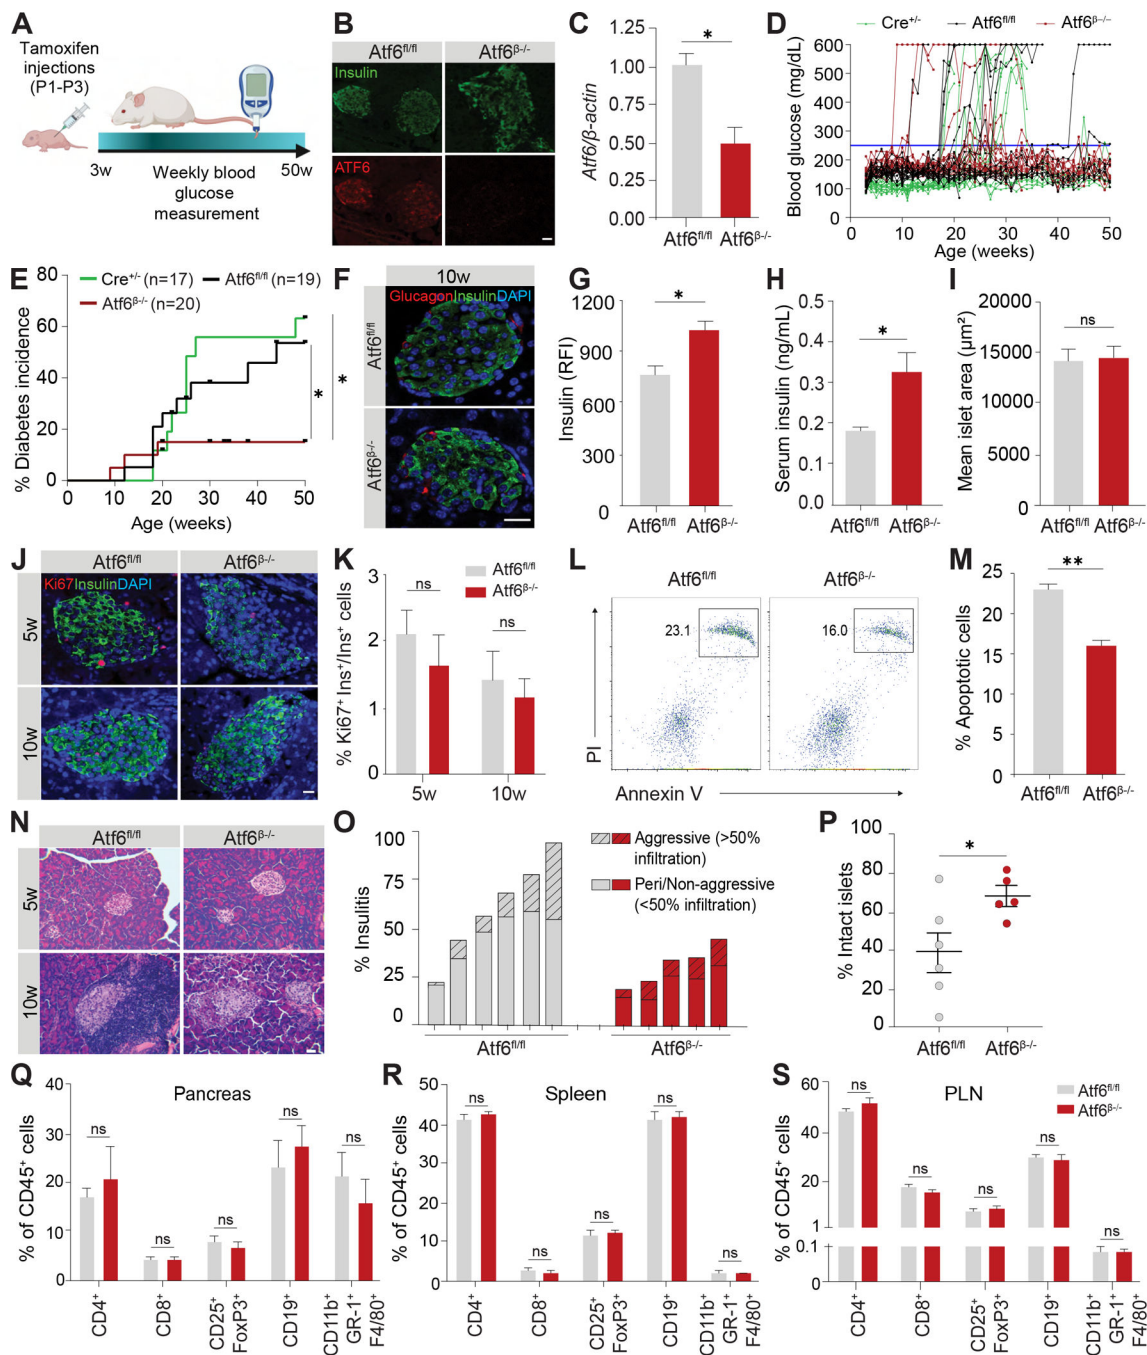 A
Tamoxifen
injections
(P1-P3)
3w
Weekly blood
glucose
measurement
50w
B
Atf6fl/fl
Atf6β-/-
Insulin
ATF6
C
Atf6/β-actin
1.00
0.75
0.50
0.25
0.00
*
Atf6fl/fl
Atf6β-/-
D
Cre+/-
Atf6fl/fl
Atf6β-/-
Blood glucose (mg/dL)
600
500
400
300
200
100
0
10
20
30
40
50
Age (weeks)
E
Cre+/- (n=17)
Atf6fl/fl (n=19)
Atf6β-/- (n=20)
% Diabetes incidence
80
60
40
20
0
0
10
20
30
40
50
Age (weeks)
*
*
F
10w
GlucagonInsulinDAPI
Atf6fl/fl
Atf6β-/-
G
Insulin (RFI)
1200
900
600
300
0
*
Atf6fl/fl
Atf6β-/-
H
Serum insulin (ng/mL)
0.5
0.4
0.3
0.2
0.1
0.0
*
Atf6fl/fl
Atf6β-/-
I
Mean islet area (µm²)
20000
15000
10000
5000
0
ns
Atf6fl/fl
Atf6β-/-
J
Atf6fl/fl
Atf6β-/-
Ki67InsulinDAPI
5w
10w
K
% Ki67+ Ins+/Ins+ cells
3
2
1
0
ns
ns
Atf6fl/fl
Atf6β-/-
5w
10w
L
Atf6fl/fl
Atf6β-/-
23.1
16.0
PI
Annexin V
M
% Apoptotic cells
25
20
15
10
5
0
**
Atf6fl/fl
Atf6β-/-
N
Atf6fl/fl
Atf6β-/-
5w
10w
O
% Insulitis
100
75
50
25
0
Aggressive (>50%
infiltration)
Peri/Non-aggressive
(<50% infiltration)
Atf6fl/fl
Atf6β-/-
P
% Intact islets
100
80
60
40
20
0
*
Atf6fl/fl
Atf6β-/-
Q
Pancreas
% of CD45+ cells
40
30
20
10
0
ns
ns
ns
ns
ns
CD4+
CD8+
CD25+
FoxP3+
CD19+
CD11b+
GR-1+
F4/80+
R
Spleen
% of CD45+ cells
50
40
30
20
10
0
ns
ns
ns
ns
ns
CD4+
CD8+
CD25+
FoxP3+
CD19+
CD11b+
GR-1+
F4/80+
S
PLN
Atf6fl/fl
Atf6β-/-
% of CD45+ cells
60
40
20
1
0.1
0
ns
ns
ns
ns
ns
CD4+
CD8+
CD25+
FoxP3+
CD19+
CD11b+
GR-1+
F4/80+